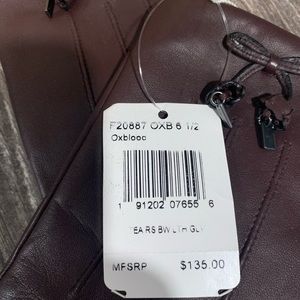 F20887 OXB 6 1/2
Oxblood
1 91202 07655 6
EA RS BW LTH GLV
MFSRP $135.00